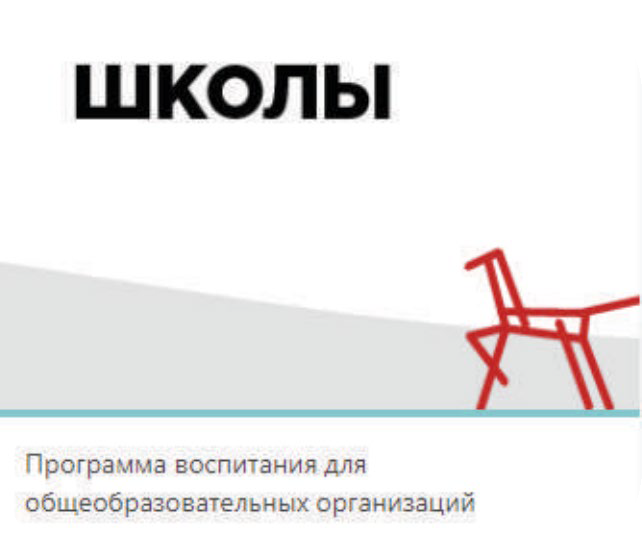 ШКОЛЫ
Программа воспитания для
общеобразовательных организаций